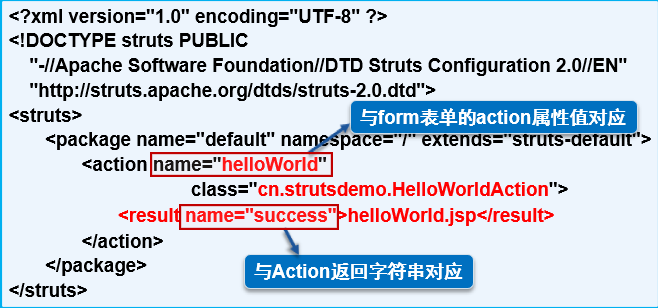 <?xml version="1.0" encoding="UTF-8" ?>
<!DOCTYPE struts PUBLIC
"-//Apache Software Foundation//DTD Struts Configuration 2.0//EN"
"http://struts.apache.org/dtds/struts-2.0.dtd">
<struts>
与form表单的action属性值对应
<package name="default" namespace="/" extends="struts-default">
<action name="helloWorld"
class="cn.strutsdemo.HelloWorldAction">
<result name="success">helloWorld.jsp</result>
</action>
</package>
与Action返回字符串对应
</struts>